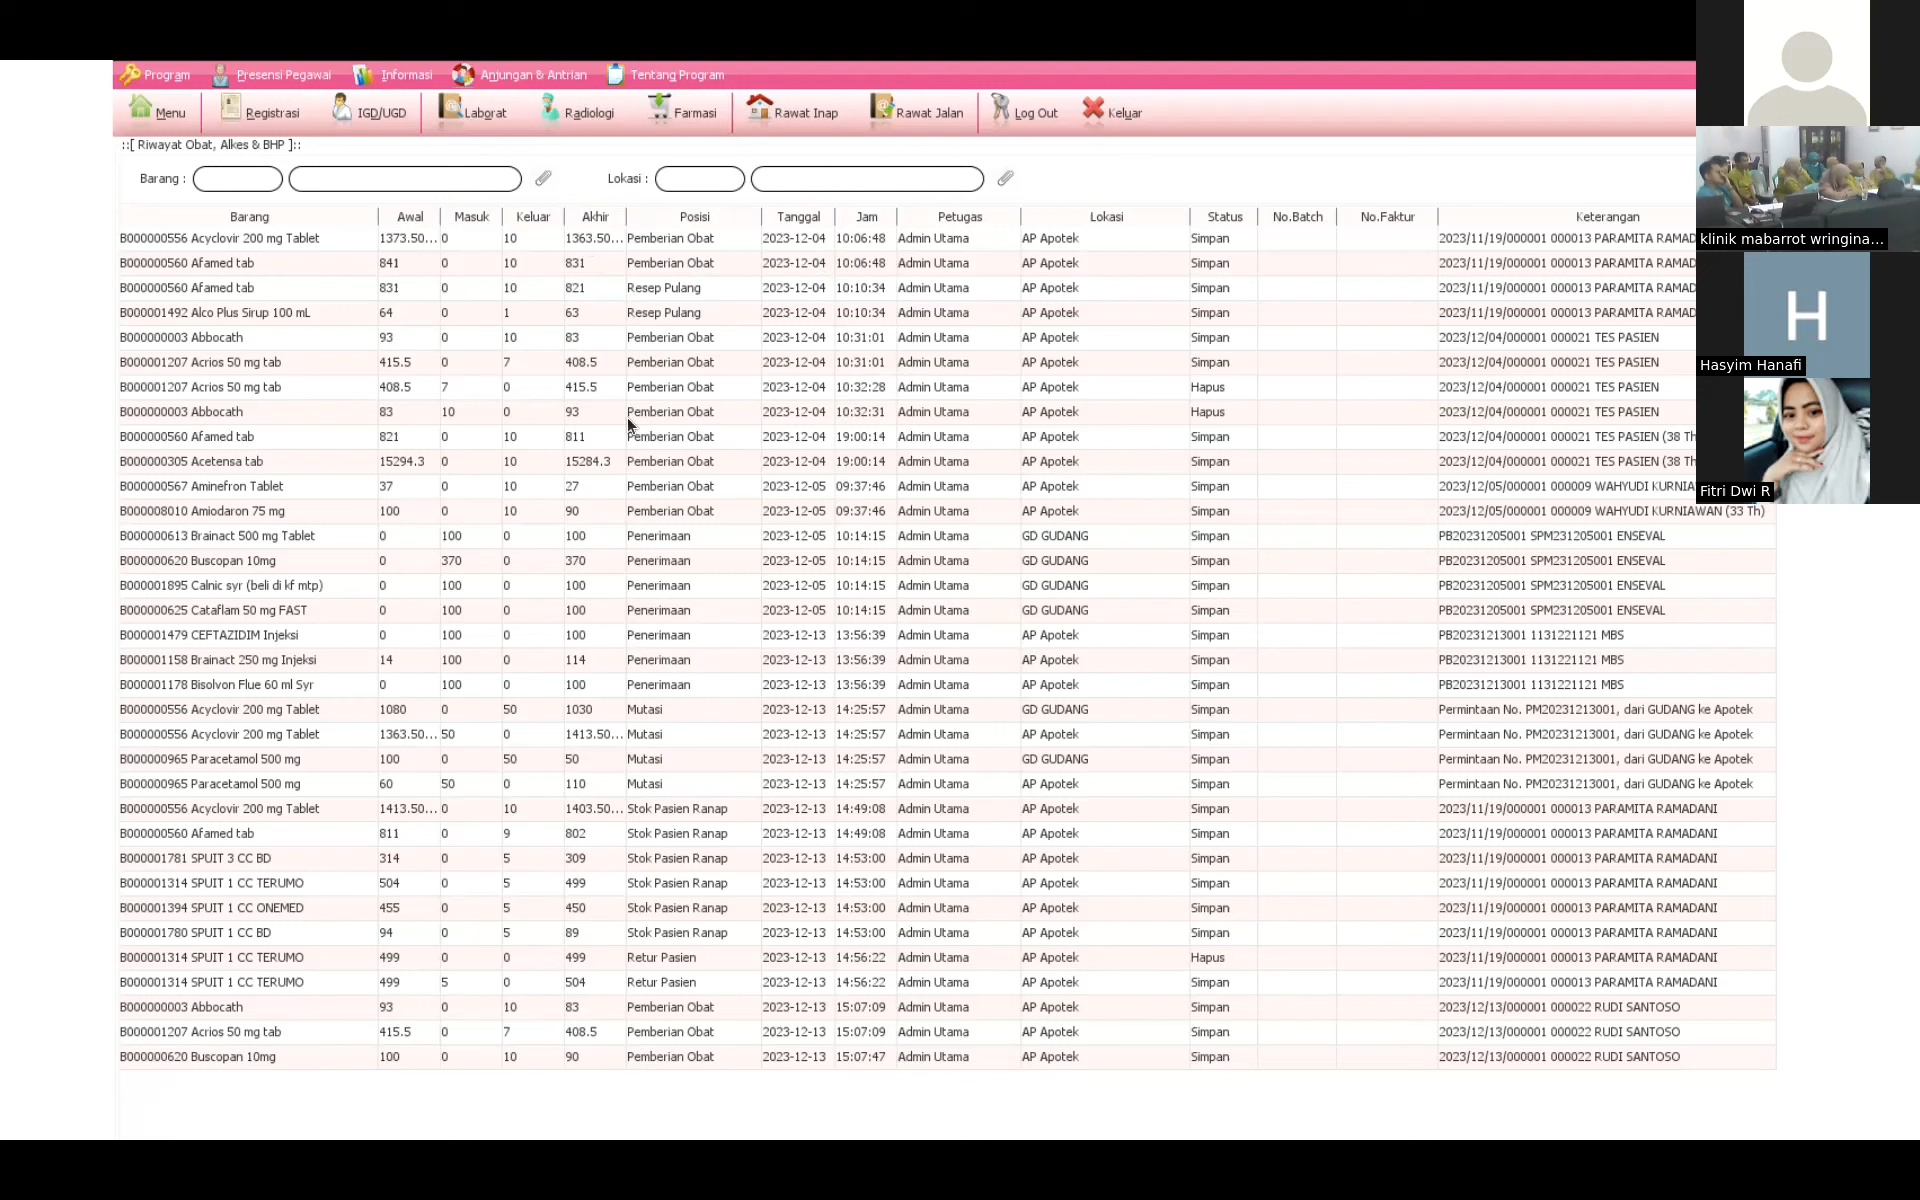 Program Presensi Pegawai Informasi Anjungan & Antrian Tentang Program
Menu Registrasi IGD/UGD Laborat Radiologi Farmasi Rawat Inap Rawat Jalan Log Out Keluar
::[ Riwayat Obat, Alkes & BHP ]::
Barang : Lokasi :
Barang Awal Masuk Keluar Akhir Posisi Tanggal Jam Petugas Lokasi Status No.Batch No.Faktur Keterangan
B000000556 Acyclovir 200 mg Tablet 1373.50... 0 10 1363.50... Pemberian Obat 2023-12-04 10:06:48 Admin Utama AP Apotek Simpan 2023/11/19/000001 000013 PARAMITA RAMAD
B000000560 Afamed tab 841 0 10 831 Pemberian Obat 2023-12-04 10:06:48 Admin Utama AP Apotek Simpan 2023/11/19/000001 000013 PARAMITA RAMAD
B000000560 Afamed tab 831 0 10 821 Resep Pulang 2023-12-04 10:10:34 Admin Utama AP Apotek Simpan 2023/11/19/000001 000013 PARAMITA RAMAD
B000001492 Alco Plus Sirup 100 mL 64 0 1 63 Resep Pulang 2023-12-04 10:10:34 Admin Utama AP Apotek Simpan 2023/11/19/000001 000013 PARAMITA RAMAD
B000000003 Abbocath 93 0 10 83 Pemberian Obat 2023-12-04 10:31:01 Admin Utama AP Apotek Simpan 2023/12/04/000001 000021 TES PASIEN
B000001207 Acrios 50 mg tab 415.5 0 7 408.5 Pemberian Obat 2023-12-04 10:31:01 Admin Utama AP Apotek Simpan 2023/12/04/000001 000021 TES PASIEN
B000001207 Acrios 50 mg tab 408.5 7 0 415.5 Pemberian Obat 2023-12-04 10:32:28 Admin Utama AP Apotek Hapus 2023/12/04/000001 000021 TES PASIEN
B000000003 Abbocath 83 10 0 93 Pemberian Obat 2023-12-04 10:32:31 Admin Utama AP Apotek Hapus 2023/12/04/000001 000021 TES PASIEN
B000000560 Afamed tab 821 0 10 811 Pemberian Obat 2023-12-04 19:00:14 Admin Utama AP Apotek Simpan 2023/12/04/000001 000021 TES PASIEN (38 Th
B000000305 Acetensa tab 15294.3 0 10 15284.3 Pemberian Obat 2023-12-04 19:00:14 Admin Utama AP Apotek Simpan 2023/12/04/000001 000021 TES PASIEN (38 Th
B000000567 Aminefron Tablet 37 0 10 27 Pemberian Obat 2023-12-05 09:37:46 Admin Utama AP Apotek Simpan 2023/12/05/000001 000009 WAHYUDI KURNIA
B000008010 Amiodaron 75 mg 100 0 10 90 Pemberian Obat 2023-12-05 09:37:46 Admin Utama AP Apotek Simpan 2023/12/05/000001 000009 WAHYUDI KURNIAWAN (33 Th)
B000000613 Brainact 500 mg Tablet 0 100 0 100 Penerimaan 2023-12-05 10:14:15 Admin Utama GD GUDANG Simpan PB20231205001 SPM231205001 ENSEVAL
B000000620 Buscopan 10mg 0 370 0 370 Penerimaan 2023-12-05 10:14:15 Admin Utama GD GUDANG Simpan PB20231205001 SPM231205001 ENSEVAL
B000001895 Calnic syr (beli di kf mtp) 0 100 0 100 Penerimaan 2023-12-05 10:14:15 Admin Utama GD GUDANG Simpan PB20231205001 SPM231205001 ENSEVAL
B000000625 Cataflam 50 mg FAST 0 100 0 100 Penerimaan 2023-12-05 10:14:15 Admin Utama GD GUDANG Simpan PB20231205001 SPM231205001 ENSEVAL
B000001479 CEFTAZIDIM Injeksi 0 100 0 100 Penerimaan 2023-12-13 13:56:39 Admin Utama AP Apotek Simpan PB20231213001 1131221121 MBS
B000001158 Brainact 250 mg Injeksi 14 100 0 114 Penerimaan 2023-12-13 13:56:39 Admin Utama AP Apotek Simpan PB20231213001 1131221121 MBS
B000001178 Bisolvon Flue 60 ml Syr 0 100 0 100 Penerimaan 2023-12-13 13:56:39 Admin Utama AP Apotek Simpan PB20231213001 1131221121 MBS
B000000556 Acyclovir 200 mg Tablet 1080 0 50 1030 Mutasi 2023-12-13 14:25:57 Admin Utama GD GUDANG Simpan Permintaan No. PM20231213001, dari GUDANG ke Apotek
B000000556 Acyclovir 200 mg Tablet 1363.50... 50 0 1413.50... Mutasi 2023-12-13 14:25:57 Admin Utama AP Apotek Simpan Permintaan No. PM20231213001, dari GUDANG ke Apotek
B000000965 Paracetamol 500 mg 100 0 50 50 Mutasi 2023-12-13 14:25:57 Admin Utama GD GUDANG Simpan Permintaan No. PM20231213001, dari GUDANG ke Apotek
B000000965 Paracetamol 500 mg 60 50 0 110 Mutasi 2023-12-13 14:25:57 Admin Utama AP Apotek Simpan Permintaan No. PM20231213001, dari GUDANG ke Apotek
B000000556 Acyclovir 200 mg Tablet 1413.50... 0 10 1403.50... Stok Pasien Ranap 2023-12-13 14:49:08 Admin Utama AP Apotek Simpan 2023/11/19/000001 000013 PARAMITA RAMADANI
B000000560 Afamed tab 811 0 9 802 Stok Pasien Ranap 2023-12-13 14:49:08 Admin Utama AP Apotek Simpan 2023/11/19/000001 000013 PARAMITA RAMADANI
B000001781 SPUIT 3 CC BD 314 0 5 309 Stok Pasien Ranap 2023-12-13 14:53:00 Admin Utama AP Apotek Simpan 2023/11/19/000001 000013 PARAMITA RAMADANI
B000001314 SPUIT 1 CC TERUMO 504 0 5 499 Stok Pasien Ranap 2023-12-13 14:53:00 Admin Utama AP Apotek Simpan 2023/11/19/000001 000013 PARAMITA RAMADANI
B000001394 SPUIT 1 CC ONEMED 455 0 5 450 Stok Pasien Ranap 2023-12-13 14:53:00 Admin Utama AP Apotek Simpan 2023/11/19/000001 000013 PARAMITA RAMADANI
B000001780 SPUIT 1 CC BD 94 0 5 89 Stok Pasien Ranap 2023-12-13 14:53:00 Admin Utama AP Apotek Simpan 2023/11/19/000001 000013 PARAMITA RAMADANI
B000001314 SPUIT 1 CC TERUMO 499 0 0 499 Retur Pasien 2023-12-13 14:56:22 Admin Utama AP Apotek Hapus 2023/11/19/000001 000013 PARAMITA RAMADANI
B000001314 SPUIT 1 CC TERUMO 499 5 0 504 Retur Pasien 2023-12-13 14:56:22 Admin Utama AP Apotek Simpan 2023/11/19/000001 000013 PARAMITA RAMADANI
B000000003 Abbocath 93 0 10 83 Pemberian Obat 2023-12-13 15:07:09 Admin Utama AP Apotek Simpan 2023/12/13/000001 000022 RUDI SANTOSO
B000001207 Acrios 50 mg tab 415.5 0 7 408.5 Pemberian Obat 2023-12-13 15:07:09 Admin Utama AP Apotek Simpan 2023/12/13/000001 000022 RUDI SANTOSO
B000000620 Buscopan 10mg 100 0 10 90 Pemberian Obat 2023-12-13 15:07:47 Admin Utama AP Apotek Simpan 2023/12/13/000001 000022 RUDI SANTOSO
klinik mabarrot wringina...
H
Hasyim Hanafi
Fitri Dwi R